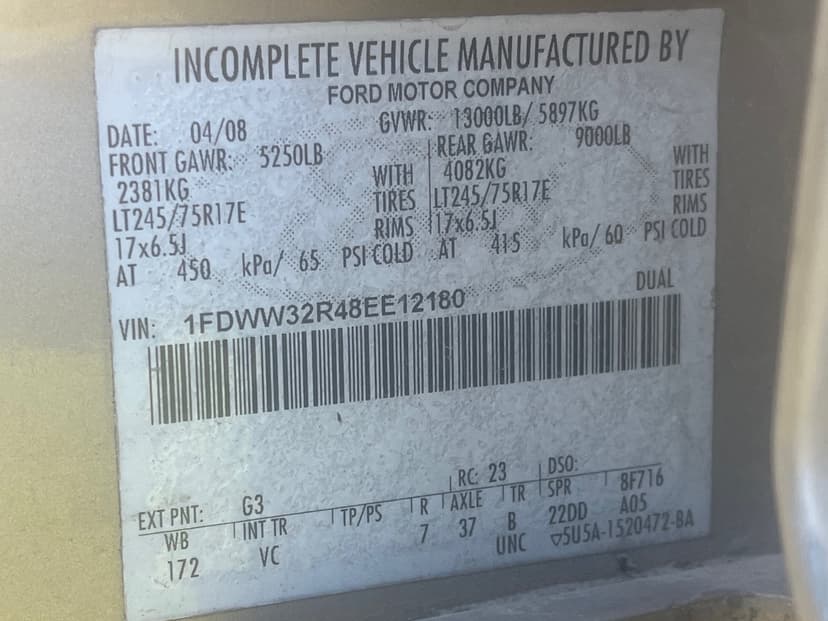 INCOMPLETE VEHICLE MANUFACTURED BY
FORD MOTOR COMPANY
DATE: 04/08 GVWR: 13000LB/ 5897KG
FRONT GAWR: 5250LB REAR GAWR: 9000LB
2381KG WITH 4082KG WITH
LT245/75R17E TIRES LT245/75R17E TIRES
17x6.5J RIMS 17x6.5J RIMS
AT 450 kPa/ 65 PSI COLD AT 415 kPa/ 60 PSI COLD
VIN: 1FDWW32R48EE12180 DUAL
EXT PNT: G3 RC: 23 DSO:
WB INT TR TP/PS R AXLE TR SPR 8F716
172 VC 7 37 B 22DD A05
UNC ▽5U5A-1520472-BA